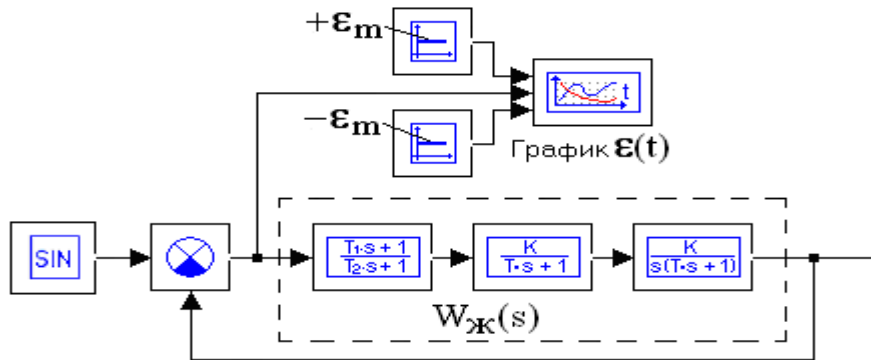 +εm
−εm
t
График ε(t)
SIN
T1·s + 1
T2·s + 1
K
T·s + 1
K
s(T·s + 1)
WЖ(s)